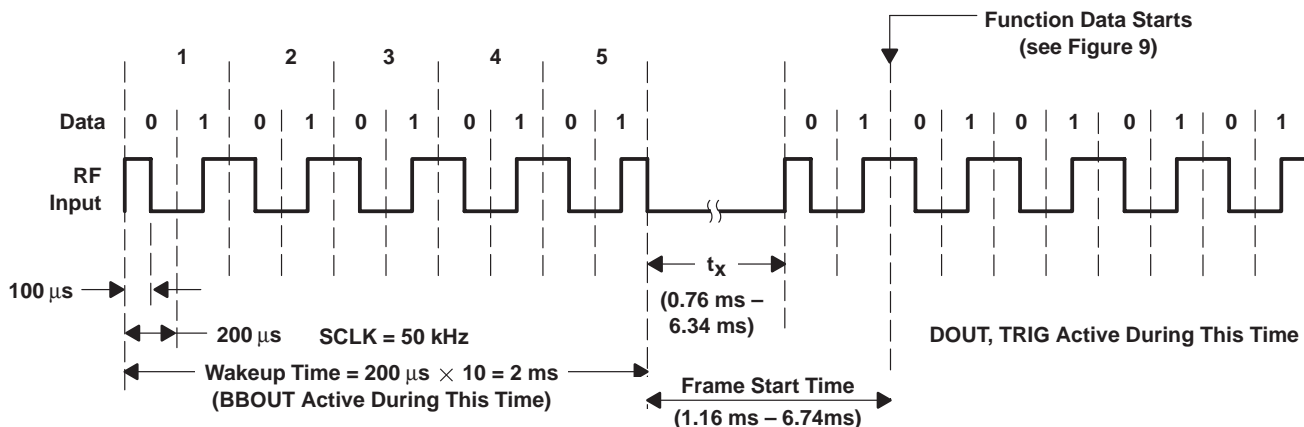 Function Data Starts
(see Figure 9)
1 2 3 4 5
Data 0 1 0 1 0 1 0 1 0 1 0 1 0 1 0 1 0 1 0 1
RF
Input
tx
100 µs
(0.76 ms –
6.34 ms)
200 µs SCLK = 50 kHz
DOUT, TRIG Active During This Time
Wakeup Time = 200 µs × 10 = 2 ms
(BBOUT Active During This Time)
Frame Start Time
(1.16 ms – 6.74ms)